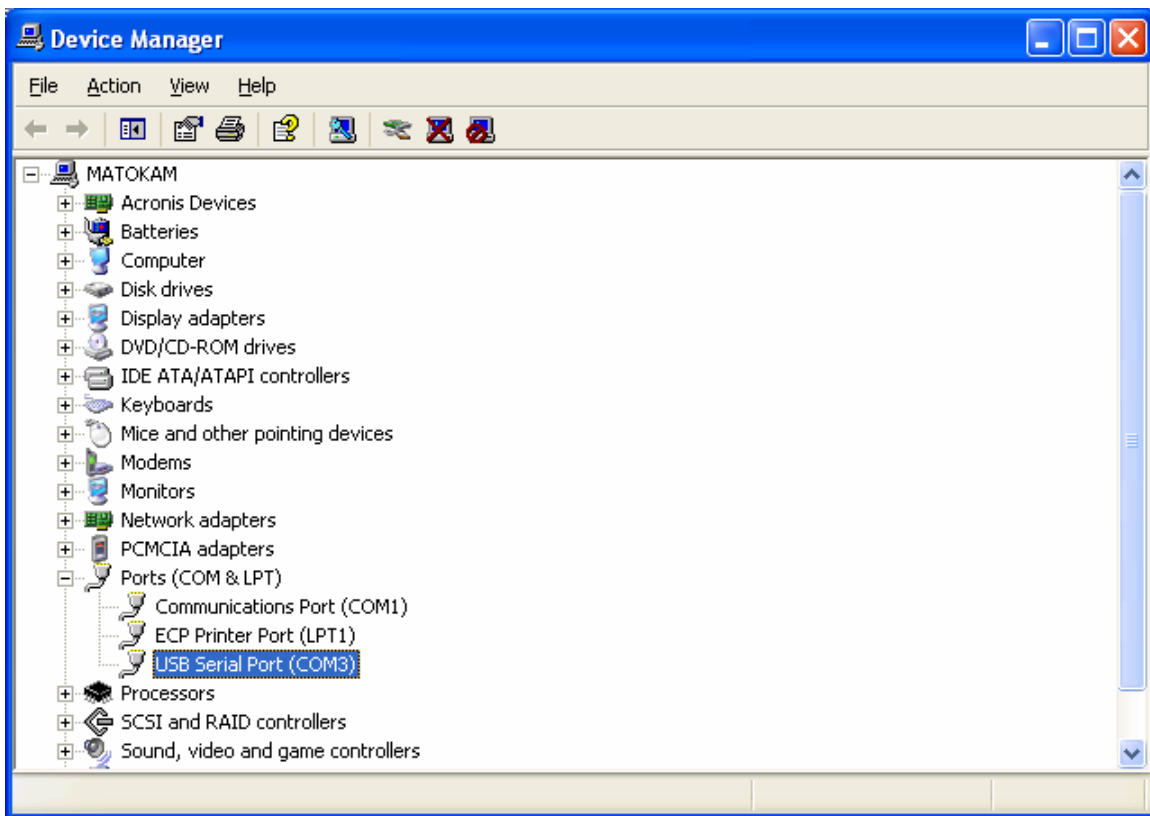 Device Manager
File Action View Help
MATOKAM
Acronis Devices
Batteries
Computer
Disk drives
Display adapters
DVD/CD-ROM drives
IDE ATA/ATAPI controllers
Keyboards
Mice and other pointing devices
Modems
Monitors
Network adapters
PCMCIA adapters
Ports (COM & LPT)
Communications Port (COM1)
ECP Printer Port (LPT1)
USB Serial Port (COM3)
Processors
SCSI and RAID controllers
Sound, video and game controllers